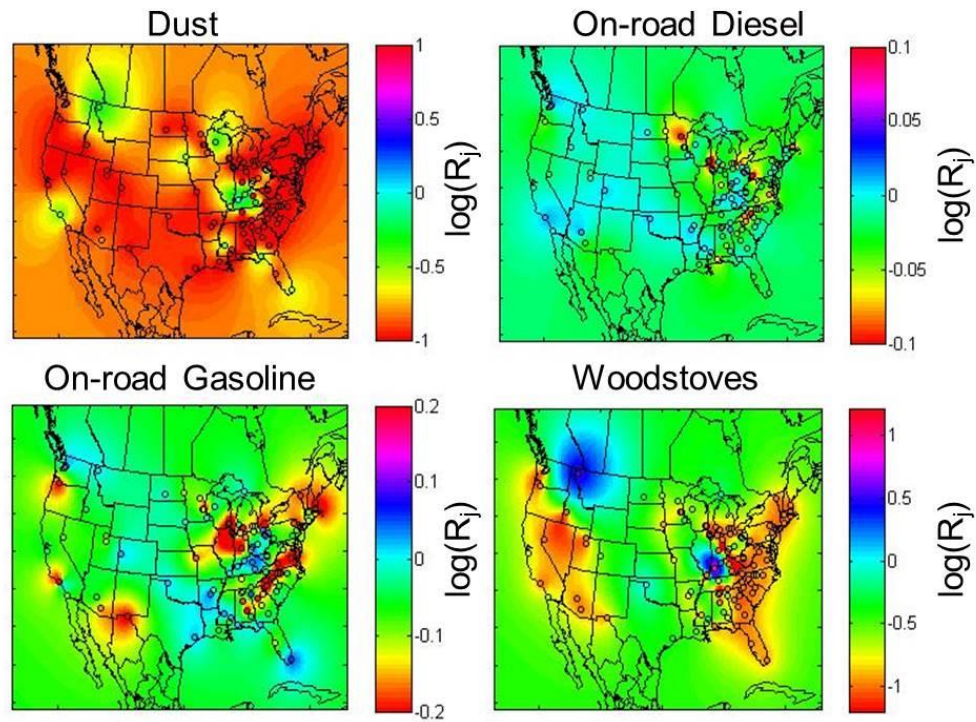 Dust
1
0.5
0
-0.5
-1
log(Rj)
On-road Diesel
0.1
0.05
0
-0.05
-0.1
log(Rj)
On-road Gasoline
0.2
0.1
0
-0.1
-0.2
log(Rj)
Woodstoves
1
0.5
0
-0.5
-1
log(Rj)